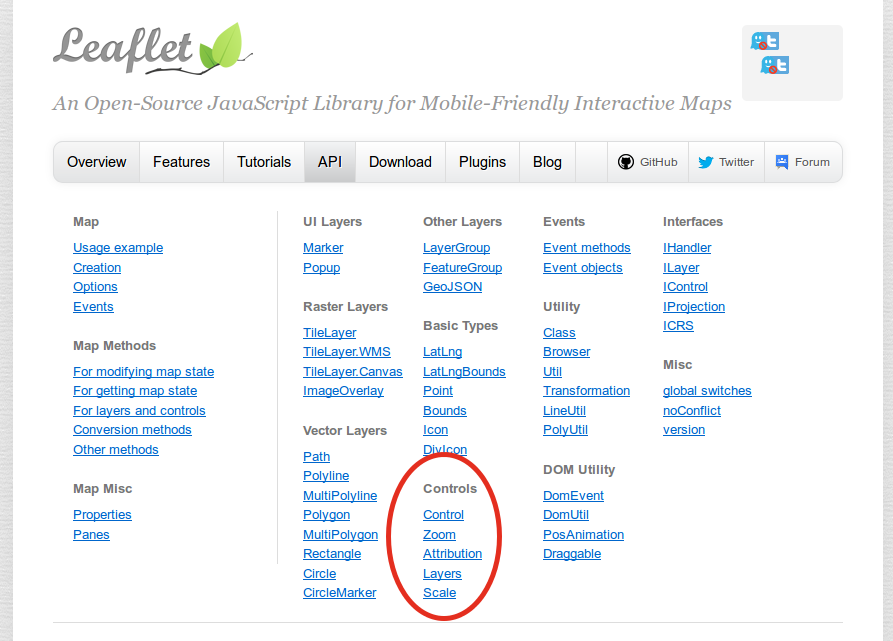 Leaflet
An Open-Source JavaScript Library for Mobile-Friendly Interactive Maps
Overview
Features
Tutorials
API
Download
Plugins
Blog
GitHub
Twitter
Forum
Map
Usage example
Creation
Options
Events
Map Methods
For modifying map state
For getting map state
For layers and controls
Conversion methods
Other methods
Map Misc
Properties
Panes
UI Layers
Marker
Popup
Raster Layers
TileLayer
TileLayer.WMS
TileLayer.Canvas
ImageOverlay
Vector Layers
Path
Polyline
MultiPolyline
Polygon
MultiPolygon
Rectangle
Circle
CircleMarker
Other Layers
LayerGroup
FeatureGroup
GeoJSON
Basic Types
LatLng
LatLngBounds
Point
Bounds
Icon
DivIcon
Controls
Control
Zoom
Attribution
Layers
Scale
Events
Event methods
Event objects
Utility
Class
Browser
Util
Transformation
LineUtil
PolyUtil
DOM Utility
DomEvent
DomUtil
PosAnimation
Draggable
Interfaces
IHandler
ILayer
IControl
IProjection
ICRS
Misc
global switches
noConflict
version